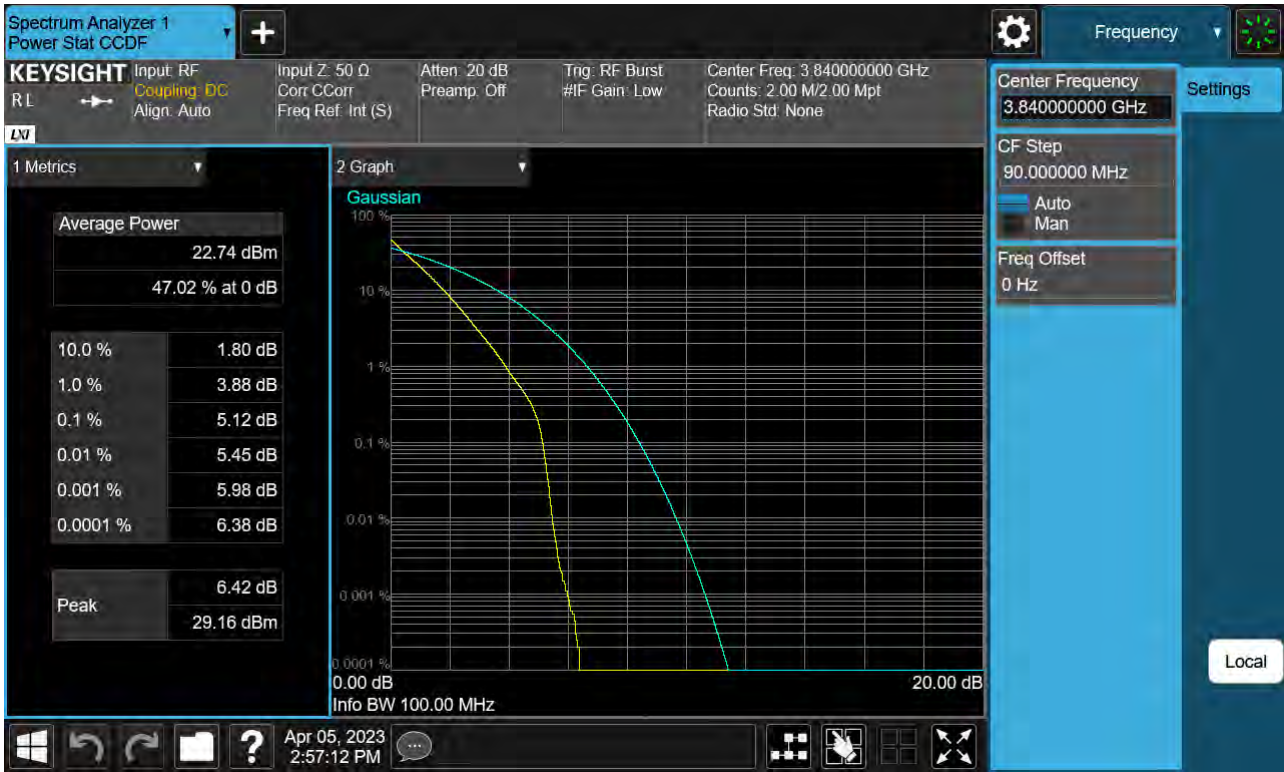 Spectrum Analyzer 1
Power Stat CCDF
Frequency
KEYSIGHT
RL
LXI
Input: RF
Coupling: DC
Align: Auto
Input Z: 50 Ω
Corr CCorr
Freq Ref: Int (S)
Atten: 20 dB
Preamp: Off
Trig: RF Burst
#IF Gain: Low
Center Freq: 3.840000000 GHz
Counts: 2.00 M/2.00 Mpt
Radio Std: None
Center Frequency
3.840000000 GHz
Settings
CF Step
90.000000 MHz
Auto
Man
Freq Offset
0 Hz
Local
1 Metrics
Average Power
22.74 dBm
47.02 % at 0 dB
10.0 % 1.80 dB
1.0 % 3.88 dB
0.1 % 5.12 dB
0.01 % 5.45 dB
0.001 % 5.98 dB
0.0001 % 6.38 dB
Peak
6.42 dB
29.16 dBm
2 Graph
Gaussian
100 %
10 %
1 %
0.1 %
0.01 %
0.001 %
0.0001 %
0.00 dB 20.00 dB
Info BW 100.00 MHz
?
Apr 05, 2023
2:57:12 PM